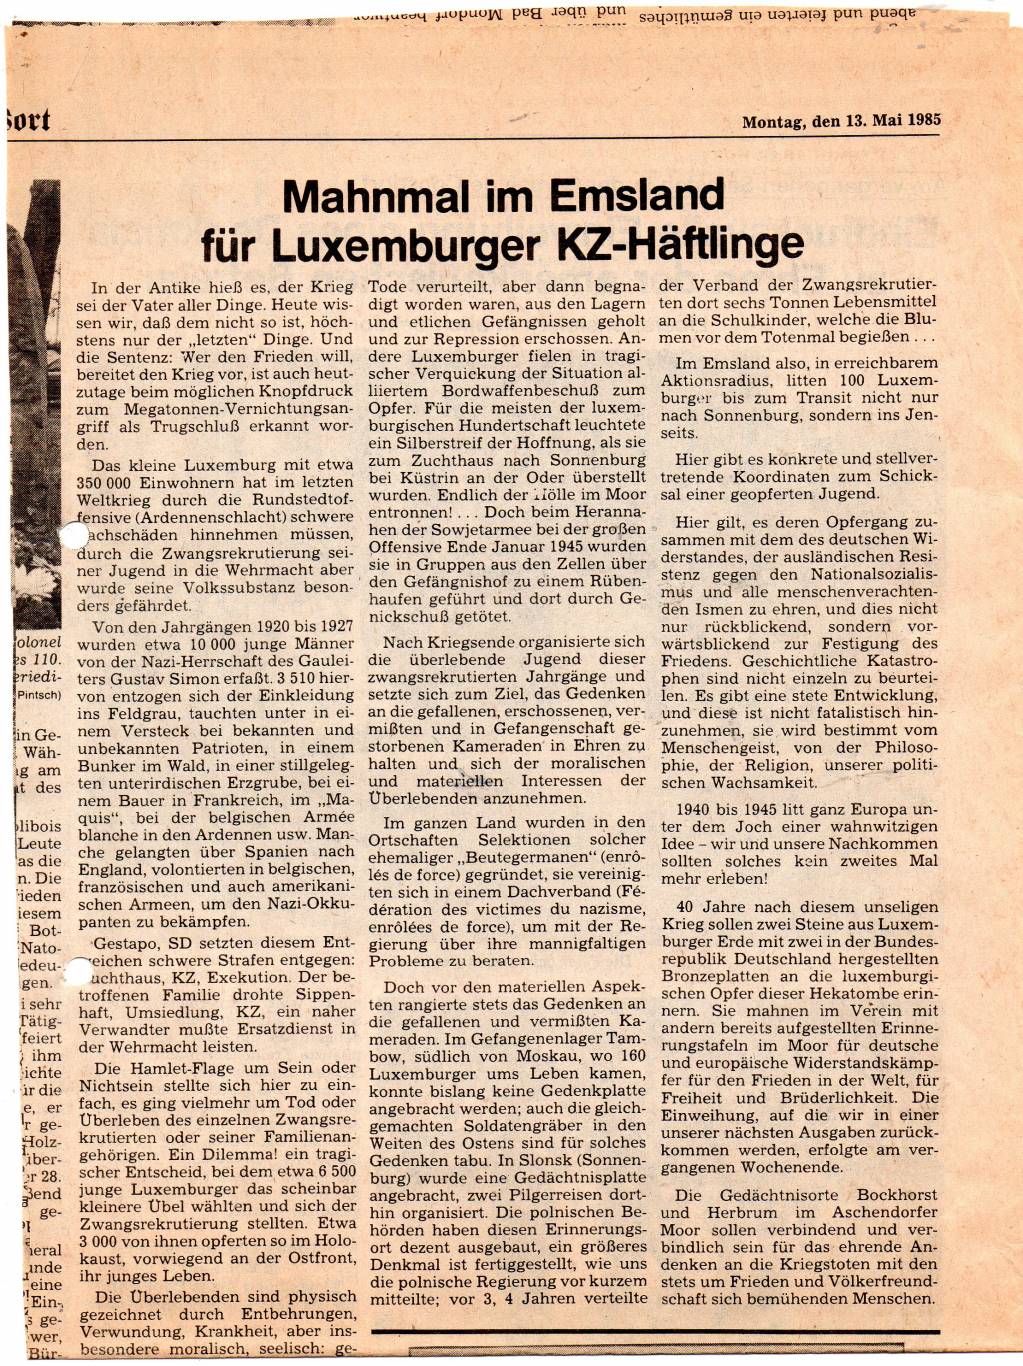 abend und feierten ein gemütliches
und über Bad Mondorf
Montag, den 13. Mai 1985
Mahnmal im Emsland
für Luxemburger KZ-Häftlinge
In der Antike hieß es, der Krieg
sei der Vater aller Dinge. Heute wis-
sen wir, daß dem nicht so ist, höch-
stens nur der „letzten“ Dinge. Und
die Sentenz: Wer den Frieden will,
bereitet den Krieg vor, ist auch heut-
zutage beim möglichen Knopfdruck
zum Megatonnen-Vernichtungsan-
griff als Trugschluß erkannt wor-
den.
Das kleine Luxemburg mit etwa
350 000 Einwohnern hat im letzten
Weltkrieg durch die Rundstedtof-
fensive (Ardennenschlacht) schwere
achschäden hinnehmen müssen,
durch die Zwangsrekrutierung sei-
ner Jugend in die Wehrmacht aber
wurde seine Volkssubstanz beson-
ders gefährdet.
Von den Jahrgängen 1920 bis 1927
wurden etwa 10 000 junge Männer
von der Nazi-Herrschaft des Gaulei-
ters Gustav Simon erfaßt. 3 510 hier-
von entzogen sich der Einkleidung
ins Feldgrau, tauchten unter in ei-
nem Versteck bei bekannten und
unbekannten Patrioten, in einem
Bunker im Wald, in einer stillgeleg-
ten unterirdischen Erzgrube, bei ei-
nem Bauer in Frankreich, im „Ma-
quis“, bei der belgischen Armée
blanche in den Ardennen usw. Man-
che gelangten über Spanien nach
England, volontierten in belgischen,
französischen und auch amerikani-
schen Armeen, um den Nazi-Okku-
panten zu bekämpfen.
Gestapo, SD setzten diesem Ent-
eichen schwere Strafen entgegen:
uchthaus, KZ, Exekution. Der be-
troffenen Familie drohte Sippen-
haft, Umsiedlung, KZ, ein naher
Verwandter mußte Ersatzdienst in
der Wehrmacht leisten.
Die Hamlet-Flage um Sein oder
Nichtsein stellte sich hier zu ein-
fach, es ging vielmehr um Tod oder
Überleben des einzelnen Zwangsre-
krutierten oder seiner Familienan-
gehörigen. Ein Dilemma! ein tragi-
scher Entscheid, bei dem etwa 6 500
junge Luxemburger das scheinbar
kleinere Übel wählten und sich der
Zwangsrekrutierung stellten. Etwa
3 000 von ihnen opferten so im Holo-
kaust, vorwiegend an der Ostfront,
ihr junges Leben.
Die Überlebenden sind physisch
gezeichnet durch Entbehrungen,
Verwundung, Krankheit, aber ins-
besondere moralisch, seelisch: ge-
Tode verurteilt, aber dann begna-
digt worden waren, aus den Lagern
und etlichen Gefängnissen geholt
und zur Repression erschossen. An-
dere Luxemburger fielen in tragi-
scher Verquickung der Situation al-
liiertem Bordwaffenbeschuß zum
Opfer. Für die meisten der luxem-
burgischen Hundertschaft leuchtete
ein Silberstreif der Hoffnung, als sie
zum Zuchthaus nach Sonnenburg
bei Küstrin an der Oder überstellt
wurden. Endlich der Hölle im Moor
entronnen! . . . Doch beim Heranna-
hen der Sowjetarmee bei der großen
Offensive Ende Januar 1945 wurden
sie in Gruppen aus den Zellen über
den Gefängnishof zu einem Rüben-
haufen geführt und dort durch Ge-
nickschuß getötet.
Nach Kriegsende organisierte sich
die überlebende Jugend dieser
zwangsrekrutierten Jahrgänge und
setzte sich zum Ziel, das Gedenken
an die gefallenen, erschossenen, ver-
mißten und in Gefangenschaft ge-
storbenen Kameraden in Ehren zu
halten und sich der moralischen
und materiellen Interessen der
Überlebenden anzunehmen.
Im ganzen Land wurden in den
Ortschaften Selektionen solcher
ehemaliger „Beutegermanen“ (enrô-
lés de force) gegründet, sie vereinig-
ten sich in einem Dachverband (Fé-
dération des victimes du nazisme,
enrôlées de force), um mit der Re-
gierung über ihre mannigfaltigen
Probleme zu beraten.
Doch vor den materiellen Aspek-
ten rangierte stets das Gedenken an
die gefallenen und vermißten Ka-
meraden. Im Gefangenenlager Tam-
bow, südlich von Moskau, wo 160
Luxemburger ums Leben kamen,
konnte bislang keine Gedenkplatte
angebracht werden; auch die gleich-
gemachten Soldatengräber in den
Weiten des Ostens sind für solches
Gedenken tabu. In Slonsk (Sonnen-
burg) wurde eine Gedächtnisplatte
angebracht, zwei Pilgerreisen dort-
hin organisiert. Die polnischen Be-
hörden haben diesen Erinnerungs-
ort dezent ausgebaut, ein größeres
Denkmal ist fertiggestellt, wie uns
die polnische Regierung vor kurzem
mitteilte; vor 3, 4 Jahren verteilte
der Verband der Zwangsrekrutier-
ten dort sechs Tonnen Lebensmittel
an die Schulkinder, welche die Blu-
men vor dem Totenmal begießen . . .
Im Emsland also, in erreichbarem
Aktionsradius, litten 100 Luxem-
burger bis zum Transit nicht nur
nach Sonnenburg, sondern ins Jen-
seits.
Hier gibt es konkrete und stellver-
tretende Koordinaten zum Schick-
sal einer geopferten Jugend.
Hier gilt, es deren Opfergang zu-
sammen mit dem des deutschen Wi-
derstandes, der ausländischen Resi-
stenz gegen den Nationalsozialis-
mus und alle menschenverachten-
den Ismen zu ehren, und dies nicht
nur rückblickend, sondern vor-
wärtsblickend zur Festigung des
Friedens. Geschichtliche Katastro-
phen sind nicht einzeln zu beurtei-
len. Es gibt eine stete Entwicklung,
und diese ist nicht fatalistisch hin-
zunehmen, sie wird bestimmt vom
Menschengeist, von der Philoso-
phie, der Religion, unserer politi-
schen Wachsamkeit.
1940 bis 1945 litt ganz Europa un-
ter dem Joch einer wahnwitzigen
Idee – wir und unsere Nachkommen
sollten solches kein zweites Mal
mehr erleben!
40 Jahre nach diesem unseligen
Krieg sollen zwei Steine aus Luxem-
burger Erde mit zwei in der Bundes-
republik Deutschland hergestellten
Bronzeplatten an die luxemburgi-
schen Opfer dieser Hekatombe erin-
nern. Sie mahnen im Verein mit
andern bereits aufgestellten Erinne-
rungstafeln im Moor für deutsche
und europäische Widerstandskämp-
fer für den Frieden in der Welt, für
Freiheit und Brüderlichkeit. Die
Einweihung, auf die wir in einer
unserer nächsten Ausgaben zurück-
kommen werden, erfolgte am ver-
gangenen Wochenende.
Die Gedächtnisorte Bockhorst
und Herbrum im Aschendorfer
Moor sollen verbindend und ver-
bindlich sein für das ehrende An-
denken an die Kriegstoten mit den
stets um Frieden und Völkerfreund-
schaft sich bemühenden Menschen.